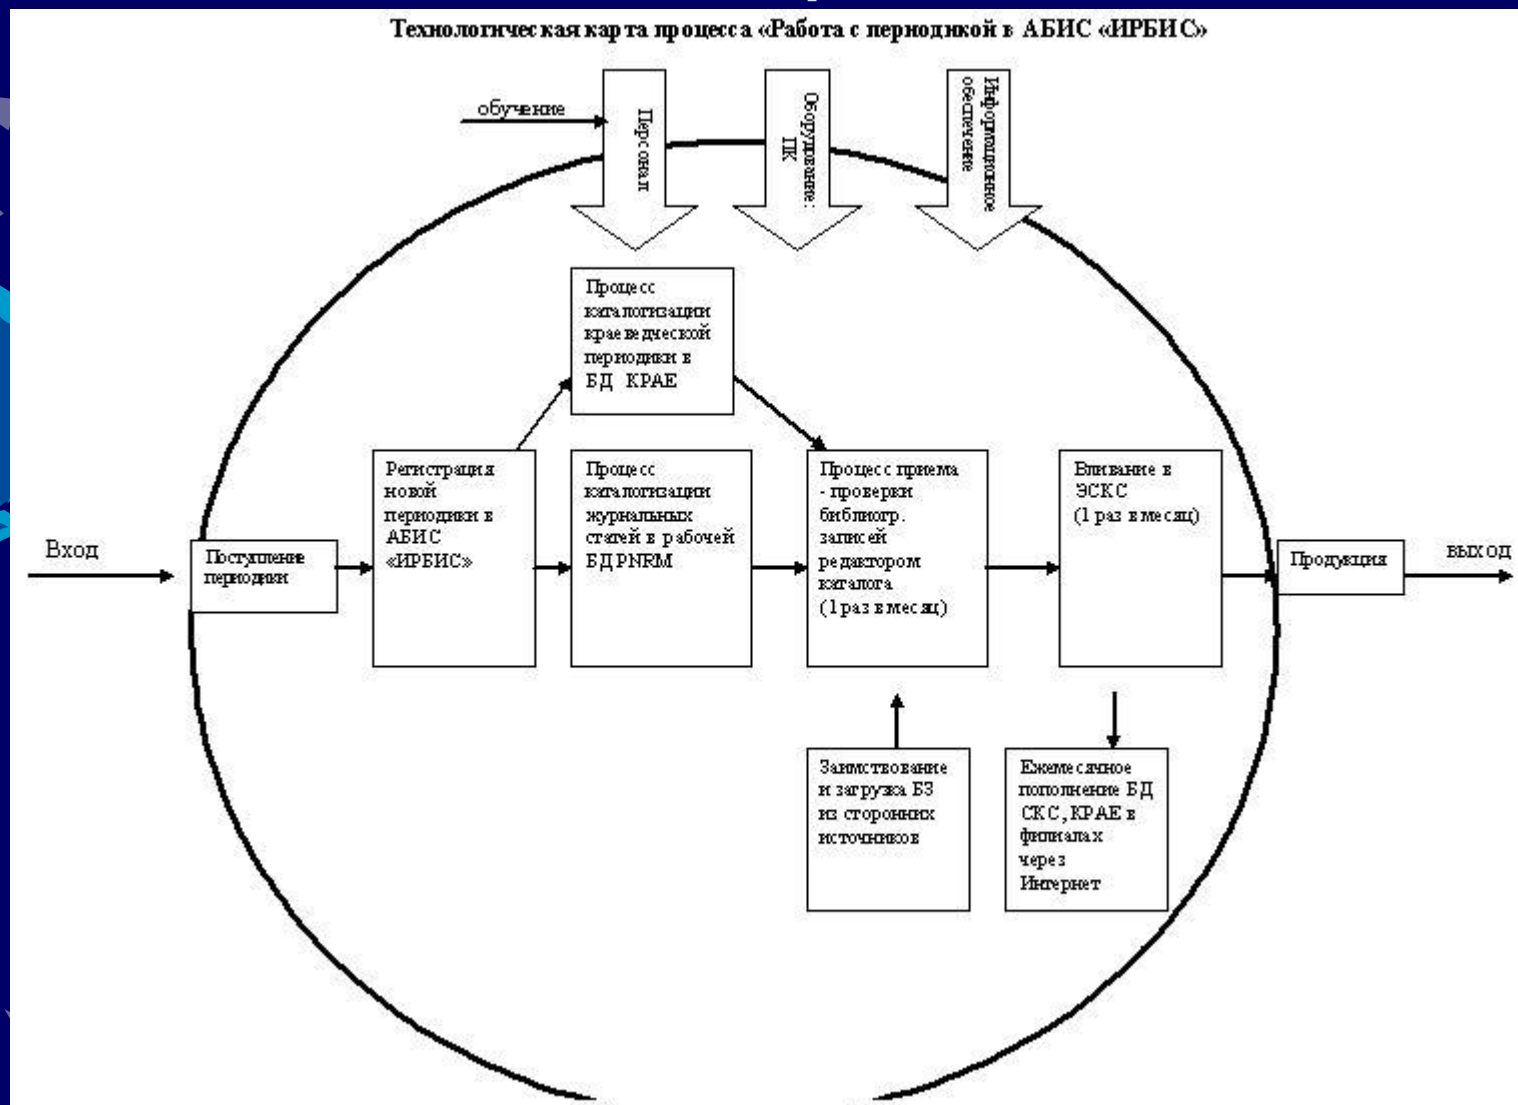 Технологическая карта процесса «Работа с периодикой в АБИС «ИРБИС»
обучение
Персонал
Оборудование:
ПК
Информационное
обеспечение
Процесс
каталогизации
краеведческой
периодики в
БД КРАЕ
Регистрация
новой
периодики в
АБИС
«ИРБИС»
Процесс
каталогизации
журнальных
статей в рабочей
БД PNRM
Процесс приема
- проверки
библиогр.
записей
редактором
каталога
(1 раз в месяц)
Вливание в
ЭСКС
(1 раз в месяц)
Вход
Поступление
периодики
Продукция
выход
Заимствование
и загрузка БЗ
из сторонних
источников
Ежемесячное
пополнение БД
СКС, КРАЕ в
филиалах
через
Интернет